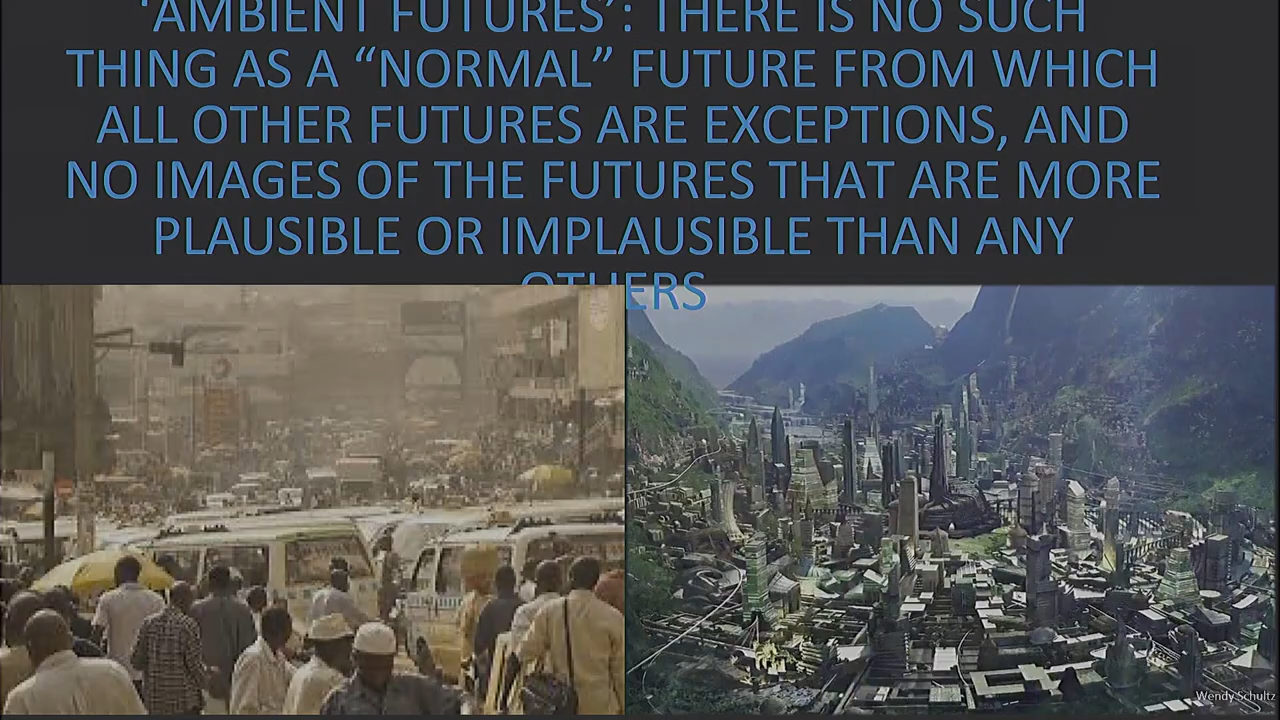 ‘AMBIENT FUTURES’: THERE IS NO SUCH
THING AS A “NORMAL” FUTURE FROM WHICH
ALL OTHER FUTURES ARE EXCEPTIONS, AND
NO IMAGES OF THE FUTURES THAT ARE MORE
PLAUSIBLE OR IMPLAUSIBLE THAN ANY
OTHERS
Wendy Schultz